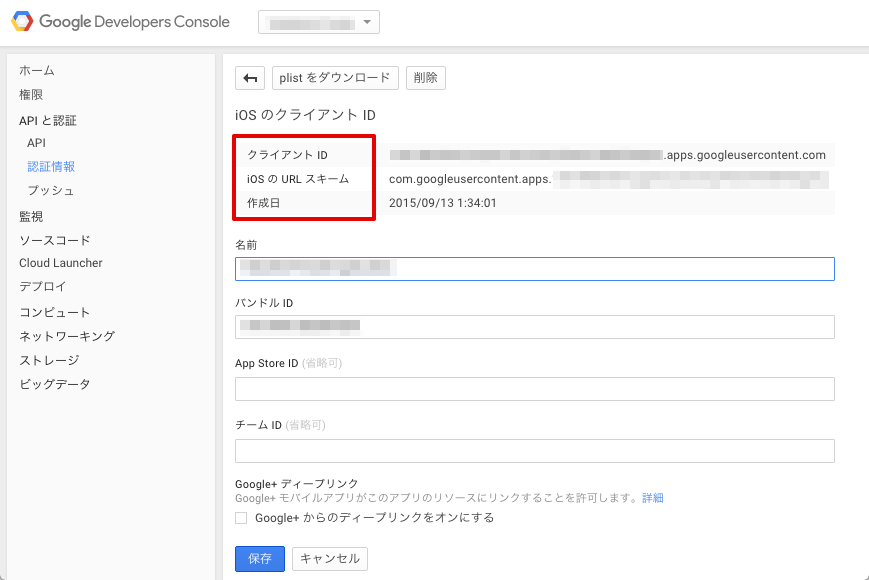 Google Developers Console
ホーム
権限
API と認証
API
認証情報
プッシュ
監視
ソースコード
Cloud Launcher
デプロイ
コンピュート
ネットワーキング
ストレージ
ビッグデータ
plist をダウンロード
削除
iOS のクライアント ID
クライアント ID .apps.googleusercontent.com
iOS の URL スキーム com.googleusercontent.apps.
作成日 2015/09/13 1:34:01
名前
バンドル ID
App Store ID (省略可)
チーム ID (省略可)
Google+ ディープリンク
Google+ モバイルアプリがこのアプリのリソースにリンクすることを許可します。詳細
Google+ からのディープリンクをオンにする
保存
キャンセル